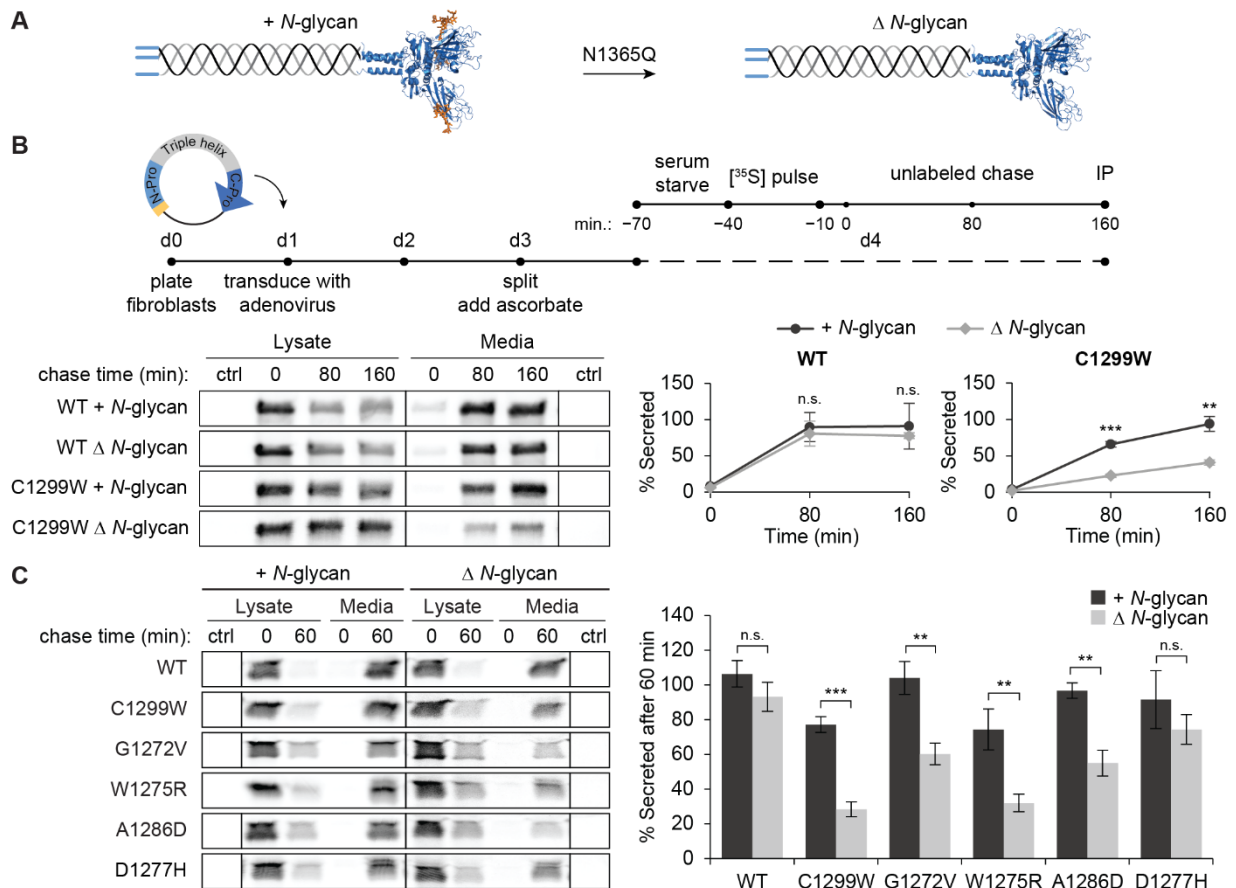 A
+ N-glycan
N1365Q
Δ N-glycan
B
N-Pro
Triple helix
C-Pro
serum starve
[³⁵S] pulse
unlabeled chase
IP
min.: −70 −40 −10 0 80 160
d0 d1 d2 d3 d4
plate fibroblasts
transduce with adenovirus
split add ascorbate
Lysate Media
chase time (min): ctrl 0 80 160 0 80 160 ctrl
WT + N-glycan
WT Δ N-glycan
C1299W + N-glycan
C1299W Δ N-glycan
+ N-glycan Δ N-glycan
WT
% Secreted
150
100
50
0
n.s. n.s.
0 80 160
Time (min)
C1299W
% Secreted
150
100
50
0
*** **
0 80 160
Time (min)
C
+ N-glycan Δ N-glycan
Lysate Media Lysate Media
chase time (min): ctrl 0 60 0 60 0 60 0 60 ctrl
WT
C1299W
G1272V
W1275R
A1286D
D1277H
% Secreted after 60 min
140
120
100
80
60
40
20
0
+ N-glycan
Δ N-glycan
n.s. *** ** ** ** n.s.
WT C1299W G1272V W1275R A1286D D1277H